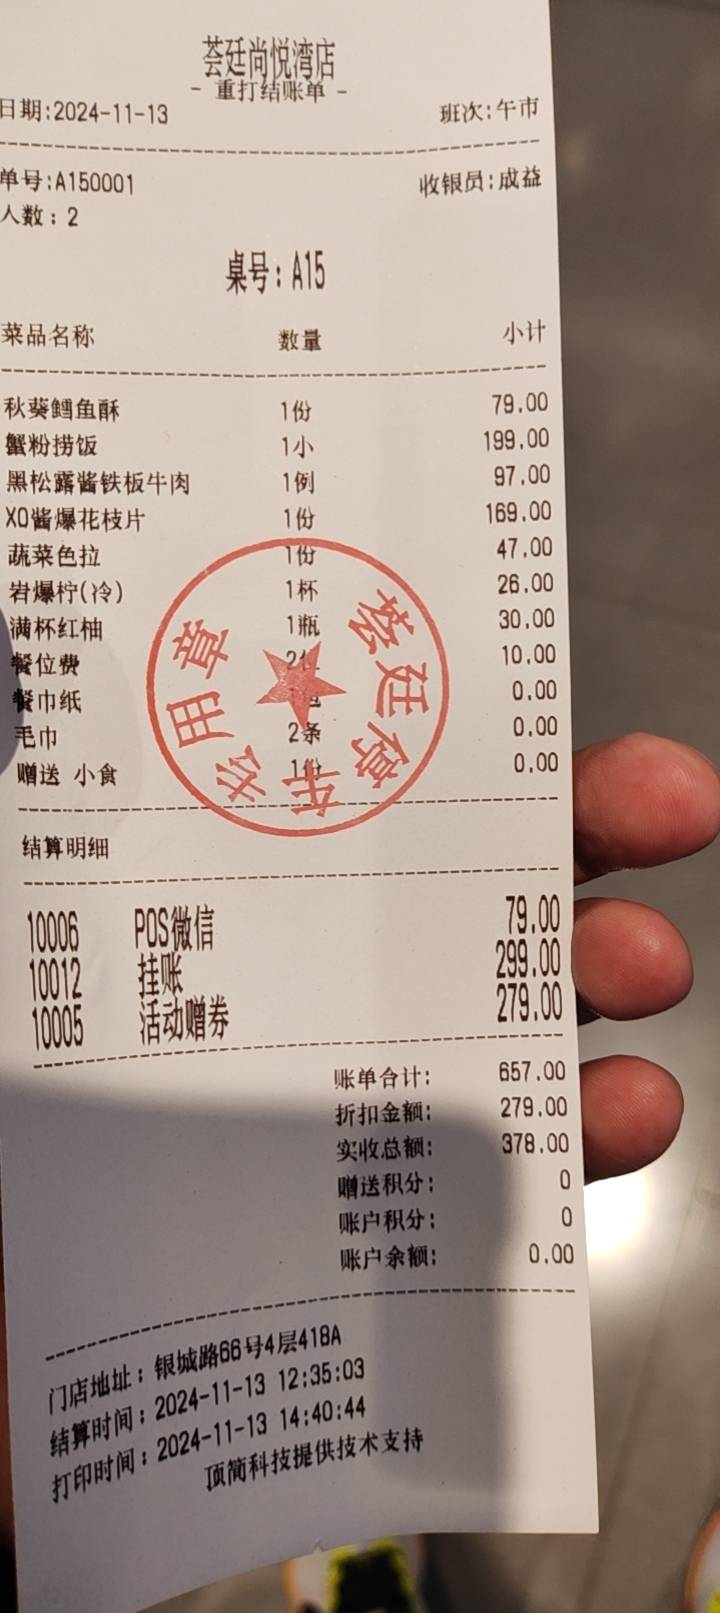 荟廷尚悦湾店
- 重打结账单 -
日期:2024-11-13 班次:午市
单号:A150001 收银员:成益
人数: 2
桌号: A15
菜品名称 数量 小计
秋葵鳕鱼酥 1份 79.00
蟹粉捞饭 1小 199.00
黑松露酱铁板牛肉 1例 97.00
XO酱爆花枝片 1份 169.00
蔬菜色拉 1份 47.00
岩爆柠(冷) 1杯 26.00
满杯红柚 1瓶 30.00
餐位费 10.00
餐巾纸 0.00
毛巾 2条 0.00
赠送 小食 1份 0.00
荟廷停车专用章
结算明细
10006 POS微信 79.00
10012 挂账 299.00
10005 活动赠券 279.00
账单合计: 657.00
折扣金额: 279.00
实收总额: 378.00
赠送积分: 0
账户积分: 0
账户余额: 0.00
门店地址: 银城路66号4层418A
结算时间: 2024-11-13 12:35:03
打印时间: 2024-11-13 14:40:44
顶简科技提供技术支持